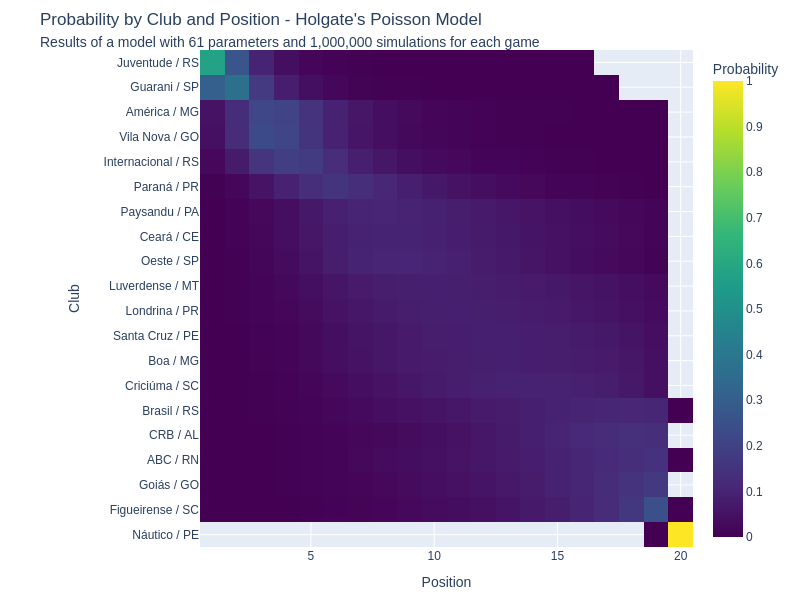 Probability by Club and Position - Holgate's Poisson Model
Results of a model with 61 parameters and 1,000,000 simulations for each game
Probability
Juventude / RS
Guarani / SP
América / MG
Vila Nova / GO
Internacional / RS
Paraná / PR
Paysandu / PA
Ceará / CE
Oeste / SP
Luverdense / MT
Londrina / PR
Santa Cruz / PE
Boa / MG
Criciúma / SC
Brasil / RS
CRB / AL
ABC / RN
Goiás / GO
Figueirense / SC
Náutico / PE
Club
5
10
15
20
Position
1
0.9
0.8
0.7
0.6
0.5
0.4
0.3
0.2
0.1
0